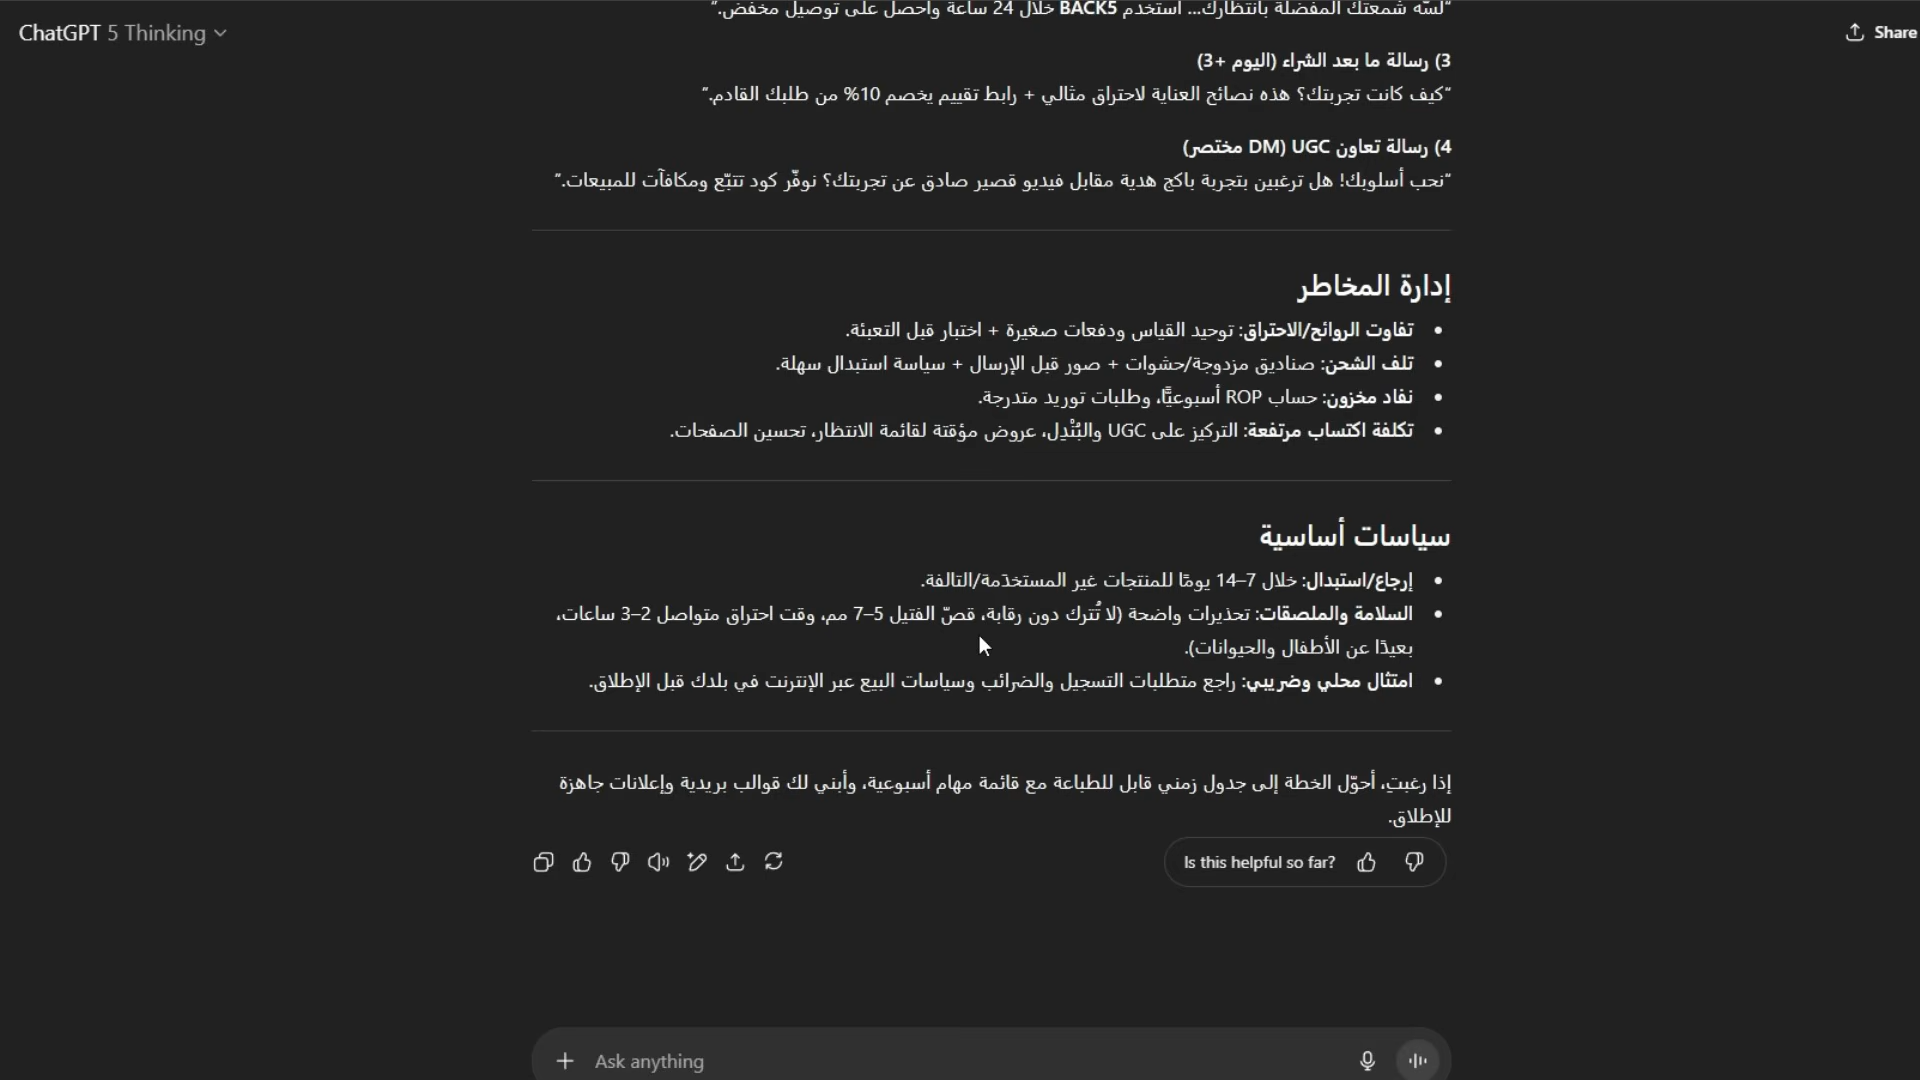 ChatGPT 5 Thinking
Share
"لسّه شمعتك المفضلة بانتظارك... استخدم BACK5 خلال 24 ساعة واحصل على توصيل مخفض."
3) رسالة ما بعد الشراء (اليوم +3)
"كيف كانت تجربتك؟ هذه نصائح العناية لاحتراق مثالي + رابط تقييم يخصم 10% من طلبك القادم."
4) رسالة تعاون UGC (DM مختصر)
"نحب أسلوبك! هل ترغبين بتجربة باكج هدية مقابل فيديو قصير صادق عن تجربتك؟ نوفّر كود تتبّع ومكافآت للمبيعات."
إدارة المخاطر
• تفاوت الروائح/الاحتراق: توحيد القياس ودفعات صغيرة + اختبار قبل التعبئة.
• تلف الشحن: صناديق مزدوجة/حشوات + صور قبل الإرسال + سياسة استبدال سهلة.
• نفاد مخزون: حساب ROP أسبوعيًّا، وطلبات توريد متدرجة.
• تكلفة اكتساب مرتفعة: التركيز على UGC والبُنْدِل، عروض مؤقتة لقائمة الانتظار، تحسين الصفحات.
سياسات أساسية
• إرجاع/استبدال: خلال 7–14 يومًا للمنتجات غير المستخدَمة/التالفة.
• السلامة والملصقات: تحذيرات واضحة (لا تُترك دون رقابة، قصّ الفتيل 5–7 مم، وقت احتراق متواصل 2–3 ساعات،
بعيدًا عن الأطفال والحيوانات).
• امتثال محلي وضريبي: راجع متطلبات التسجيل والضرائب وسياسات البيع عبر الإنترنت في بلدك قبل الإطلاق.
إذا رغبتِ، أحوّل الخطة إلى جدول زمني قابل للطباعة مع قائمة مهام أسبوعية، وأبني لك قوالب بريدية وإعلانات جاهزة
للإطلاق.
Is this helpful so far?
Ask anything